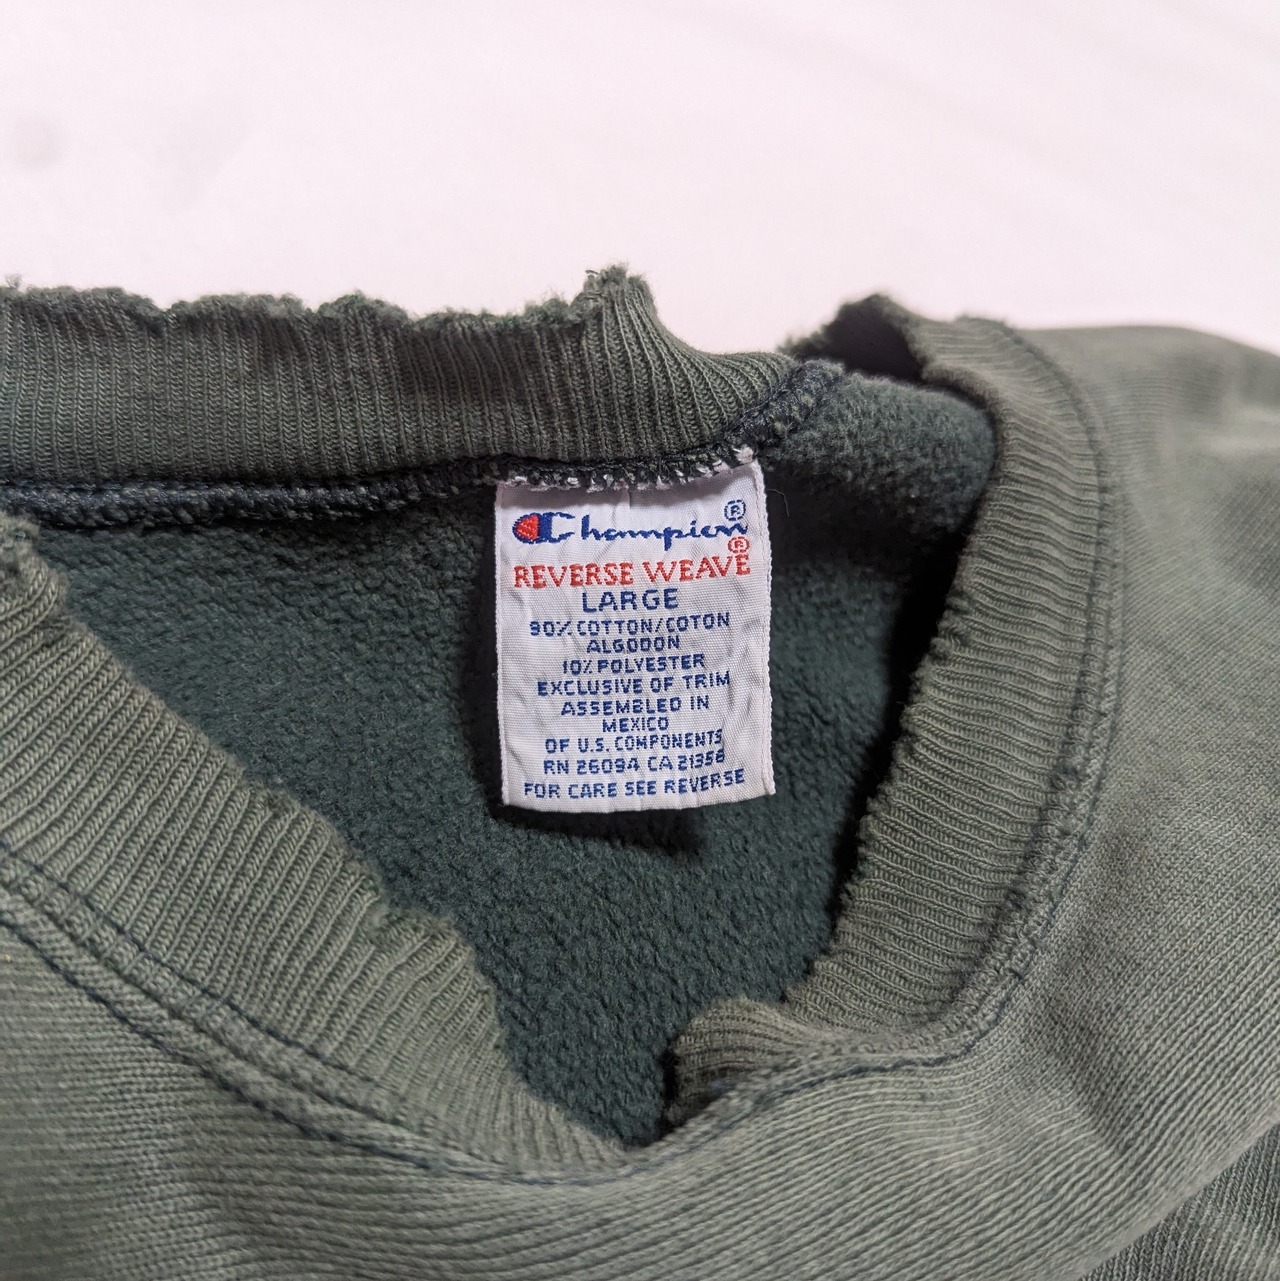 Champion®
REVERSE WEAVE®
LARGE
90% COTTON/COTON
ALGODON
10% POLYESTER
EXCLUSIVE OF TRIM
ASSEMBLED IN
MEXICO
OF U.S. COMPONENTS
RN 26094 CA 21356
FOR CARE SEE REVERSE